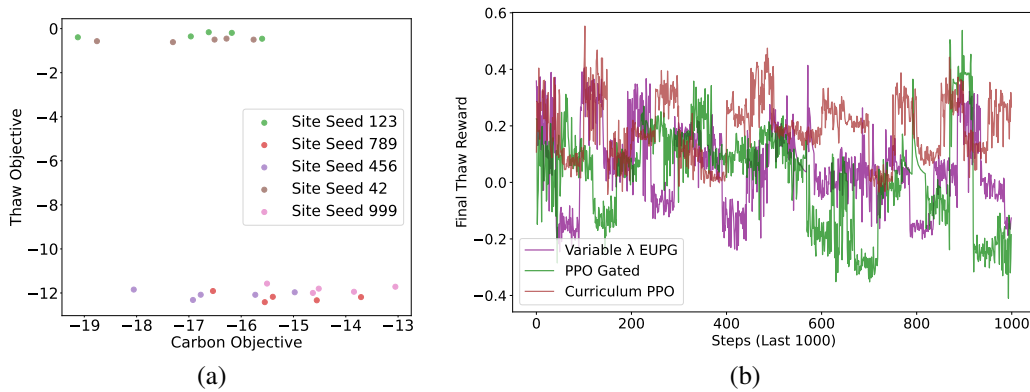 0
−2
−4
−6
−8
−10
−12
Thaw Objective
Site Seed 123
Site Seed 789
Site Seed 456
Site Seed 42
Site Seed 999
−19 −18 −17 −16 −15 −14 −13
Carbon Objective
(a)
0.6
0.4
0.2
0.0
−0.2
−0.4
Final Thaw Reward
Variable λ EUPG
PPO Gated
Curriculum PPO
0 200 400 600 800 1000
Steps (Last 1000)
(b)